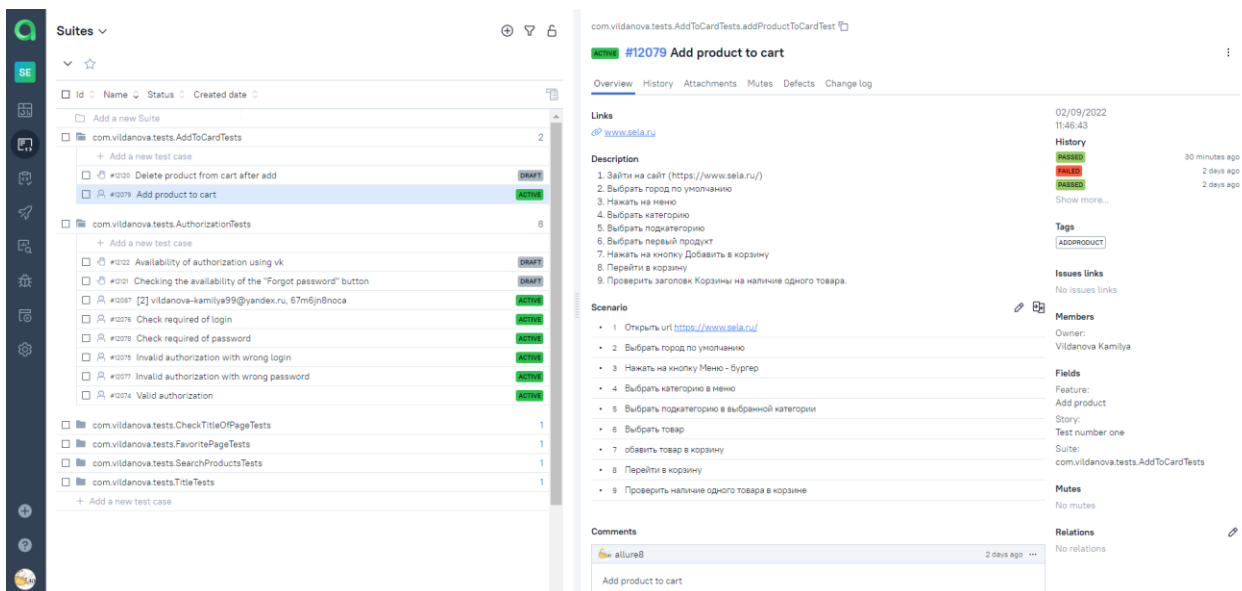 SE
Suites
Id Name Status Created date
Add a new Suite
com.vildanova.tests.AddToCardTests 2
+ Add a new test case
#12120 Delete product from cart after add DRAFT
#12079 Add product to cart ACTIVE
com.vildanova.tests.AuthorizationTests 8
+ Add a new test case
#12122 Availability of authorization using vk DRAFT
#12121 Checking the availability of the "Forgot password" button DRAFT
#12087 [2] vildanova-kamilya99@yandex.ru, 67m6jn8noca ACTIVE
#12076 Check required of login ACTIVE
#12078 Check required of password ACTIVE
#12075 Invalid authorization with wrong login ACTIVE
#12077 Invalid authorization with wrong password ACTIVE
#12074 Valid authorization ACTIVE
com.vildanova.tests.CheckTitleOfPageTests 1
com.vildanova.tests.FavoritePageTests 1
com.vildanova.tests.SearchProductsTests 1
com.vildanova.tests.TitleTests 1
+ Add a new test case
com.vildanova.tests.AddToCardTests.addProductToCardTest
ACTIVE #12079 Add product to cart
Overview History Attachments Mutes Defects Change log
Links
www.sela.ru
Description
1. Зайти на сайт (https://www.sela.ru/)
2. Выбрать город по умолчанию
3. Нажать на меню
4. Выбрать категорию
5. Выбрать подкатегорию
6. Выбрать первый продукт
7. Нажать на кнопку Добавить в корзину
8. Перейти в корзину
9. Проверить заголовк Корзины на наличие одного товара.
Scenario
1 Открыть url https://www.sela.ru/
2 Выбрать город по умолчанию
3 Нажать на кнопку Меню - бургер
4 Выбрать категорию в меню
5 Выбрать подкатегорию в выбранной категории
6 Выбрать товар
7 обавить товар в корзину
8 Перейти в корзину
9 Проверить наличие одного товара в корзине
Comments
allure8 2 days ago
Add product to cart
02/09/2022
11:46:43
History
PASSED 30 minutes ago
FAILED 2 days ago
PASSED 2 days ago
Show more...
Tags
ADDPRODUCT
Issues links
No issues links
Members
Owner:
Vildanova Kamilya
Fields
Feature:
Add product
Story:
Test number one
Suite:
com.vildanova.tests.AddToCardTests
Mutes
No mutes
Relations
No relations